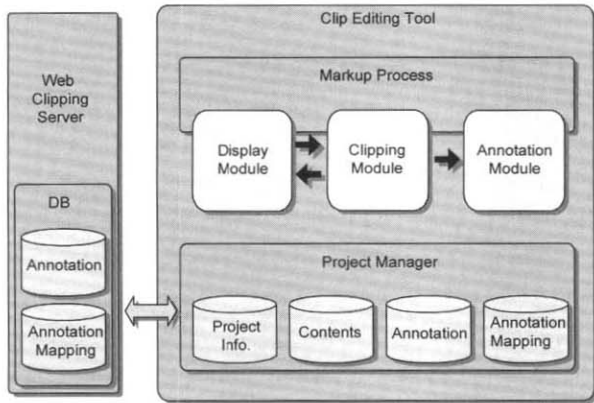 Web
Clipping
Server
DB
Annotation
Annotation
Mapping
Clip Editing Tool
Markup Process
Display
Module
Clipping
Module
Annotation
Module
Project Manager
Project
Info.
Contents
Annotation
Annotation
Mapping